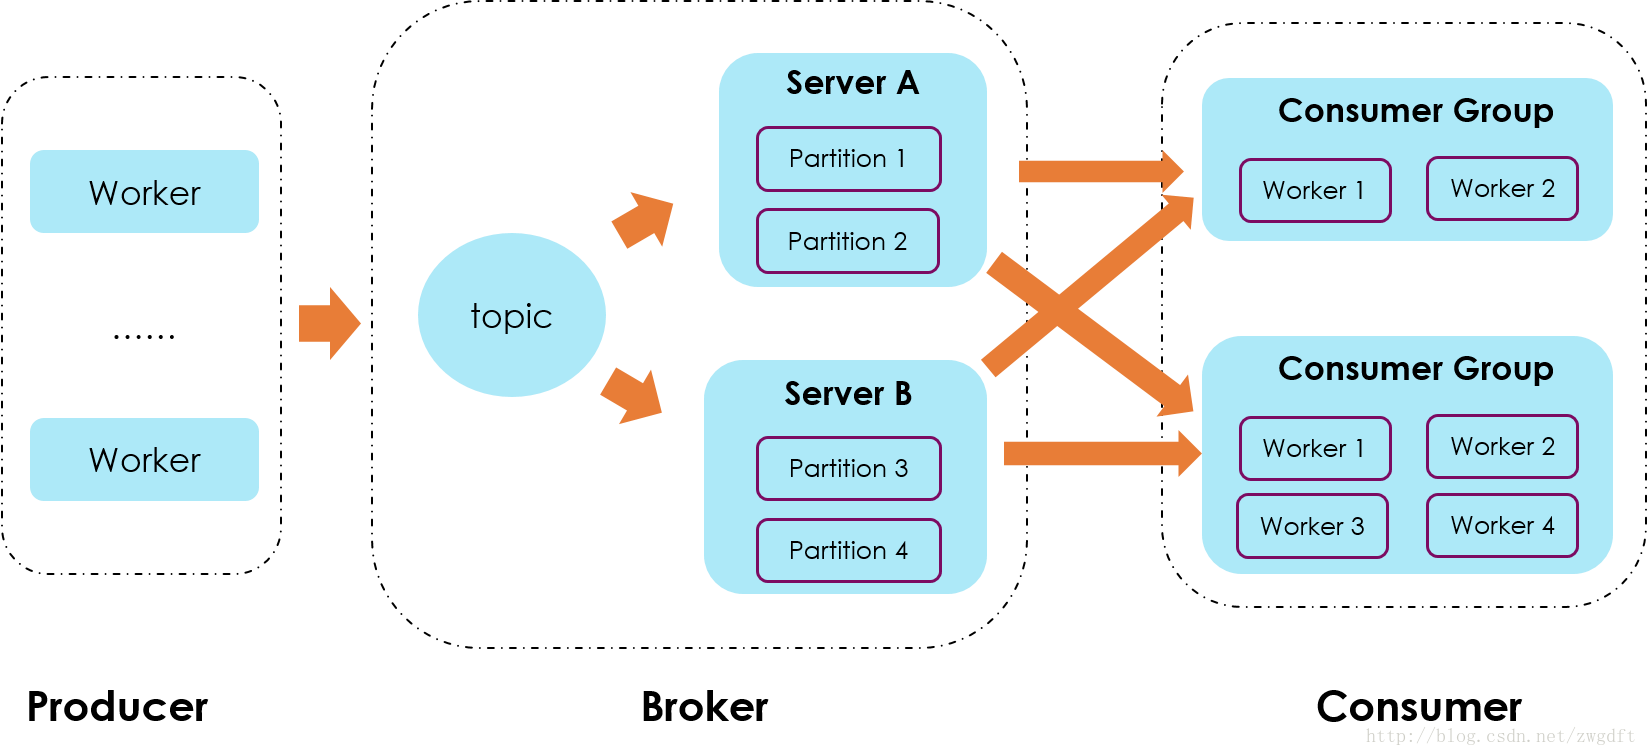 Worker
......
Worker
Producer
topic
Server A
Partition 1
Partition 2
Server B
Partition 3
Partition 4
Broker
Consumer Group
Worker 1
Worker 2
Consumer Group
Worker 1
Worker 2
Worker 3
Worker 4
Consumer
http://blog.csdn.net/zwgdft